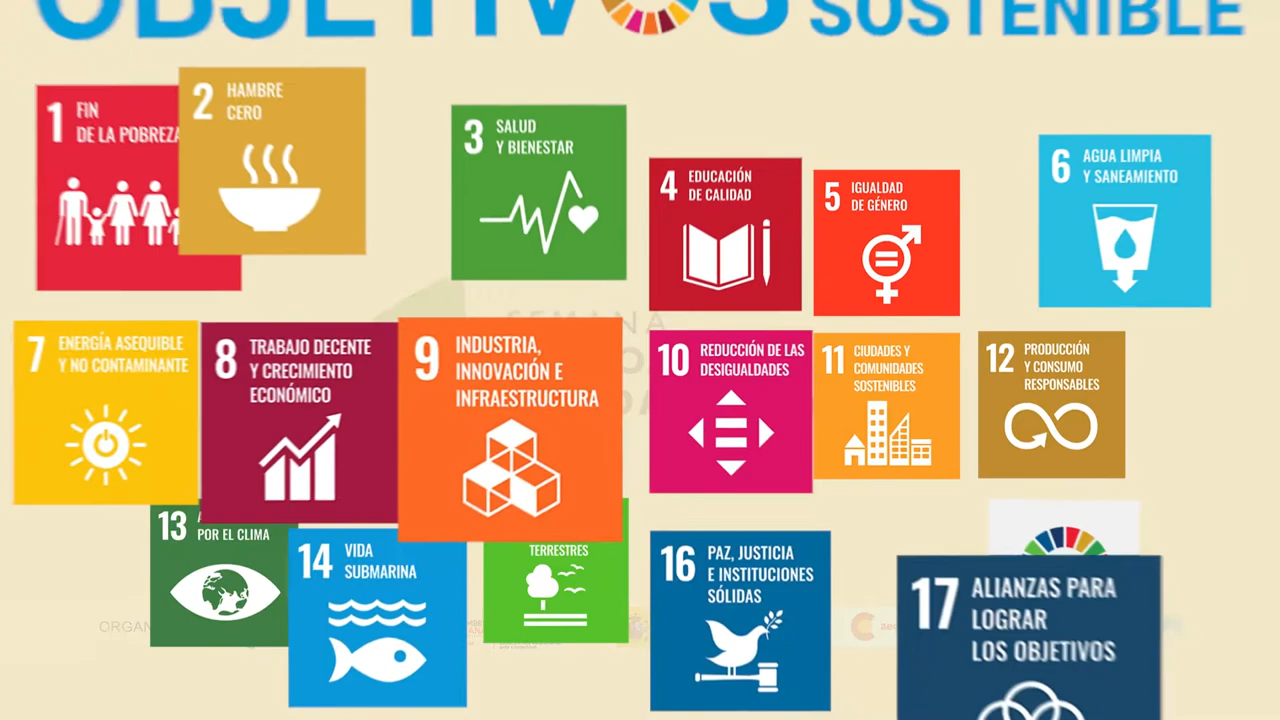 OBJETIVOS SOSTENIBLE
1 FIN
DE LA POBREZA
2 HAMBRE
CERO
3 SALUD
Y BIENESTAR
4 EDUCACIÓN
DE CALIDAD
5 IGUALDAD
DE GÉNERO
6 AGUA LIMPIA
Y SANEAMIENTO
7 ENERGÍA ASEQUIBLE
Y NO CONTAMINANTE
8 TRABAJO DECENTE
Y CRECIMIENTO
ECONÓMICO
9 INDUSTRIA,
INNOVACIÓN E
INFRAESTRUCTURA
10 REDUCCIÓN DE LAS
DESIGUALDADES
11 CIUDADES Y
COMUNIDADES
SOSTENIBLES
12 PRODUCCIÓN
Y CONSUMO
RESPONSABLES
13
POR EL CLIMA
14 VIDA
SUBMARINA
TERRESTRES
16 PAZ, JUSTICIA
E INSTITUCIONES
SÓLIDAS
17 ALIANZAS PARA
LOGRAR
LOS OBJETIVOS
SEMANA
ORGAN